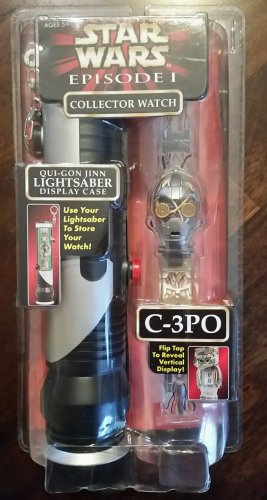 AGES 5+
STAR
WARS
EPISODE I
COLLECTOR WATCH
QUI-GON JINN
LIGHTSABER
DISPLAY CASE
Use Your
Lightsaber
To Store
Your
Watch!
C-3PO
Flip Top
To Reveal
Vertical
Display!